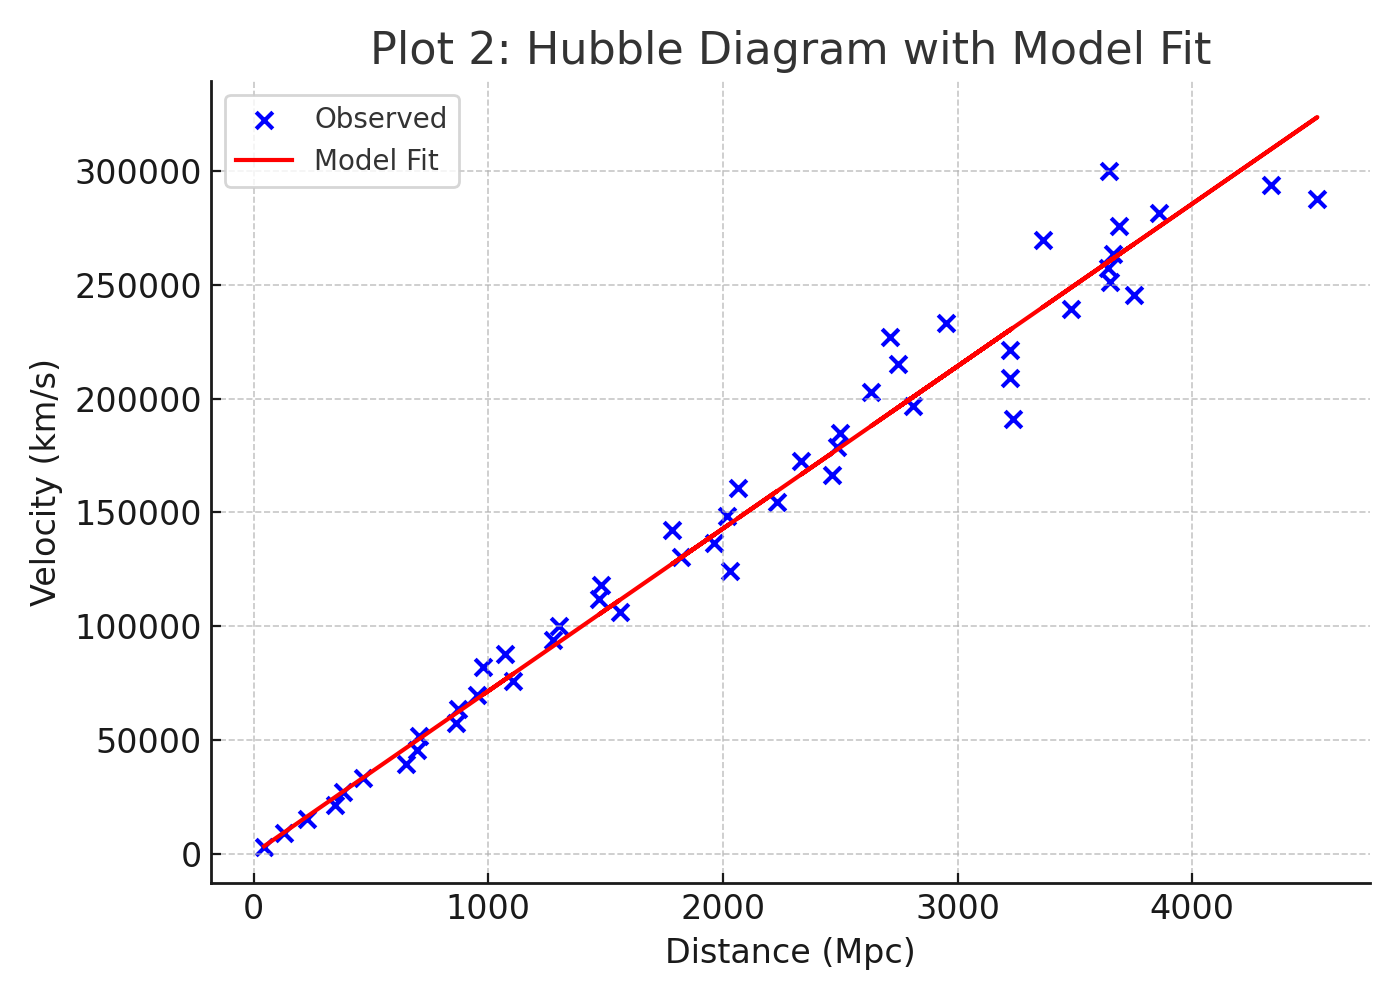 Plot 2: Hubble Diagram with Model Fit
Observed
Model Fit
300000
250000
200000
150000
100000
50000
0
Velocity (km/s)
0 1000 2000 3000 4000
Distance (Mpc)